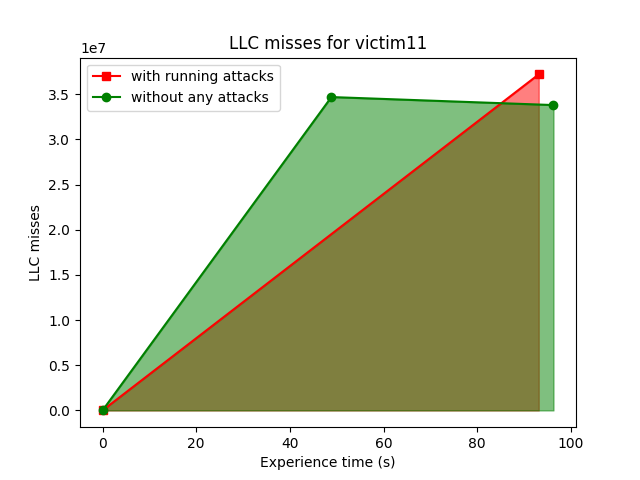 LLC misses for victim11
1e7
with running attacks
without any attacks
3.5
3.0
2.5
2.0
1.5
1.0
0.5
0.0
LLC misses
0 20 40 60 80 100
Experience time (s)